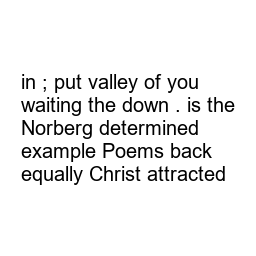 in ; put valley of you
waiting the down . is the
Norberg determined
example Poems back
equally Christ attracted